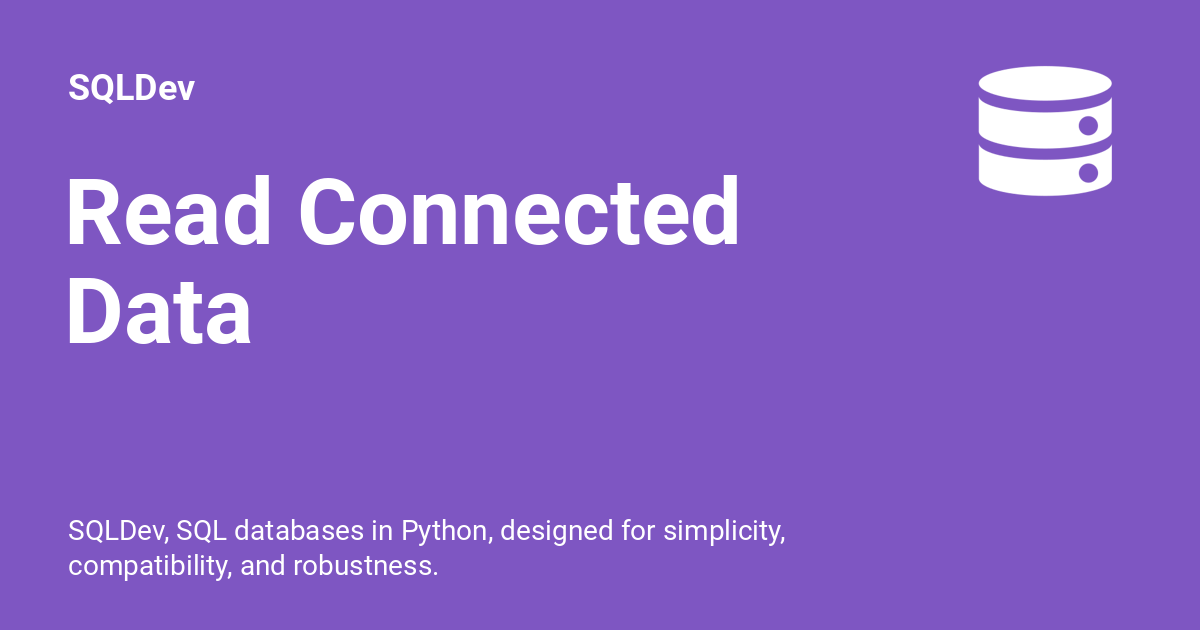 SQLDev
Read Connected
Data
SQLDev, SQL databases in Python, designed for simplicity,
compatibility, and robustness.